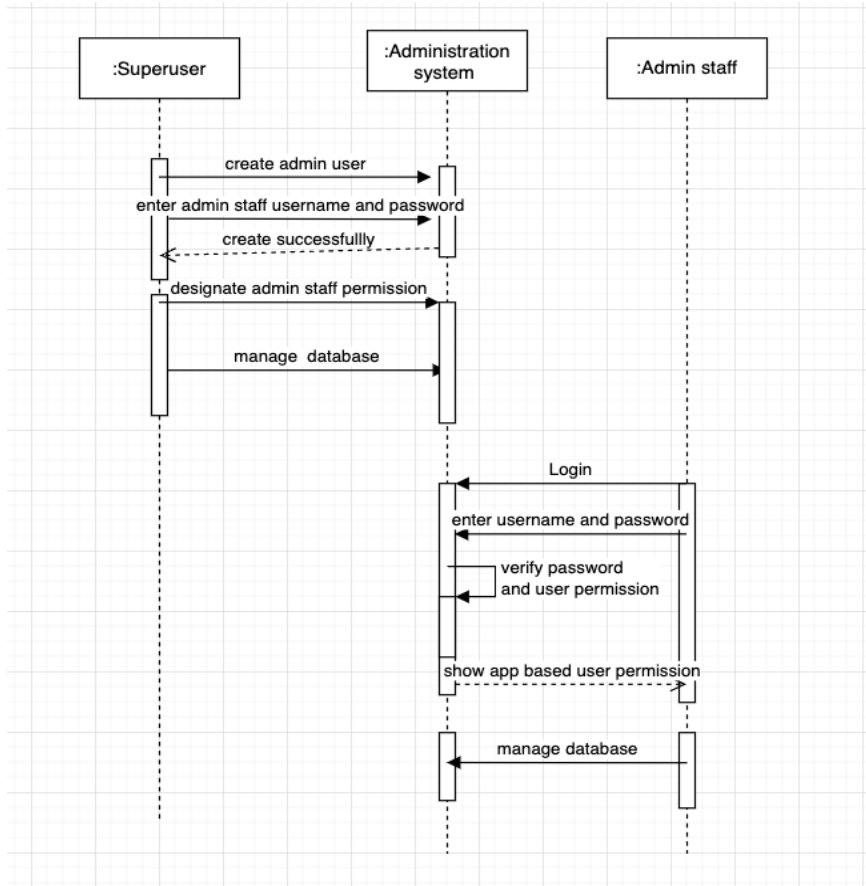 :Superuser
:Administration
system
:Admin staff
create admin user
enter admin staff username and password
create successfullly
designate admin staff permission
manage database
Login
enter username and password
verify password
and user permission
show app based user permission
manage database